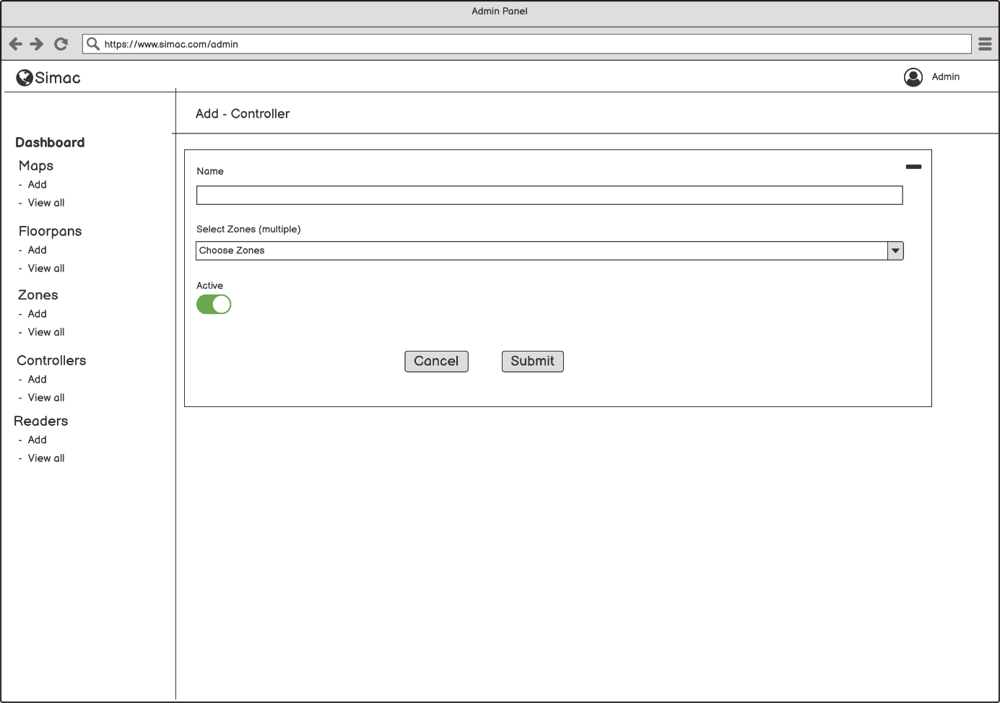 Admin Panel
https://www.simac.com/admin
Simac
Admin
Add - Controller
Dashboard
Maps
- Add
- View all
Floorpans
- Add
- View all
Zones
- Add
- View all
Controllers
- Add
- View all
Readers
- Add
- View all
Name
Select Zones (multiple)
Choose Zones
Active
Cancel
Submit